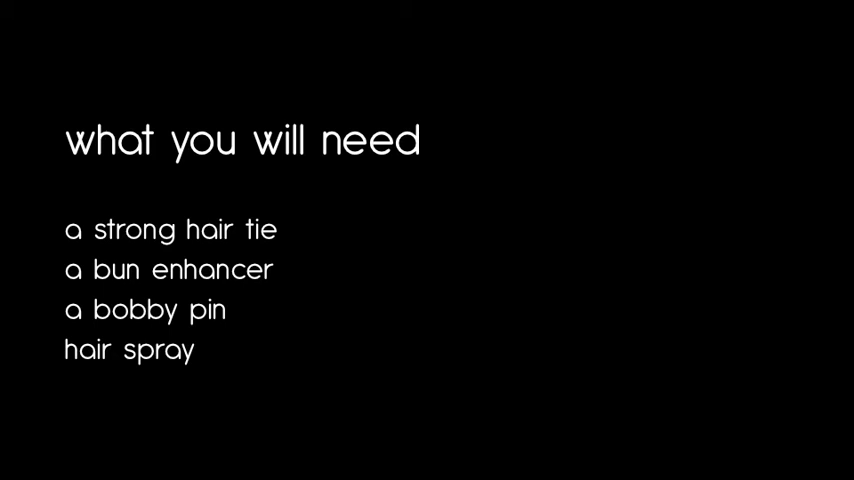 what you will need
a strong hair tie
a bun enhancer
a bobby pin
hair spray